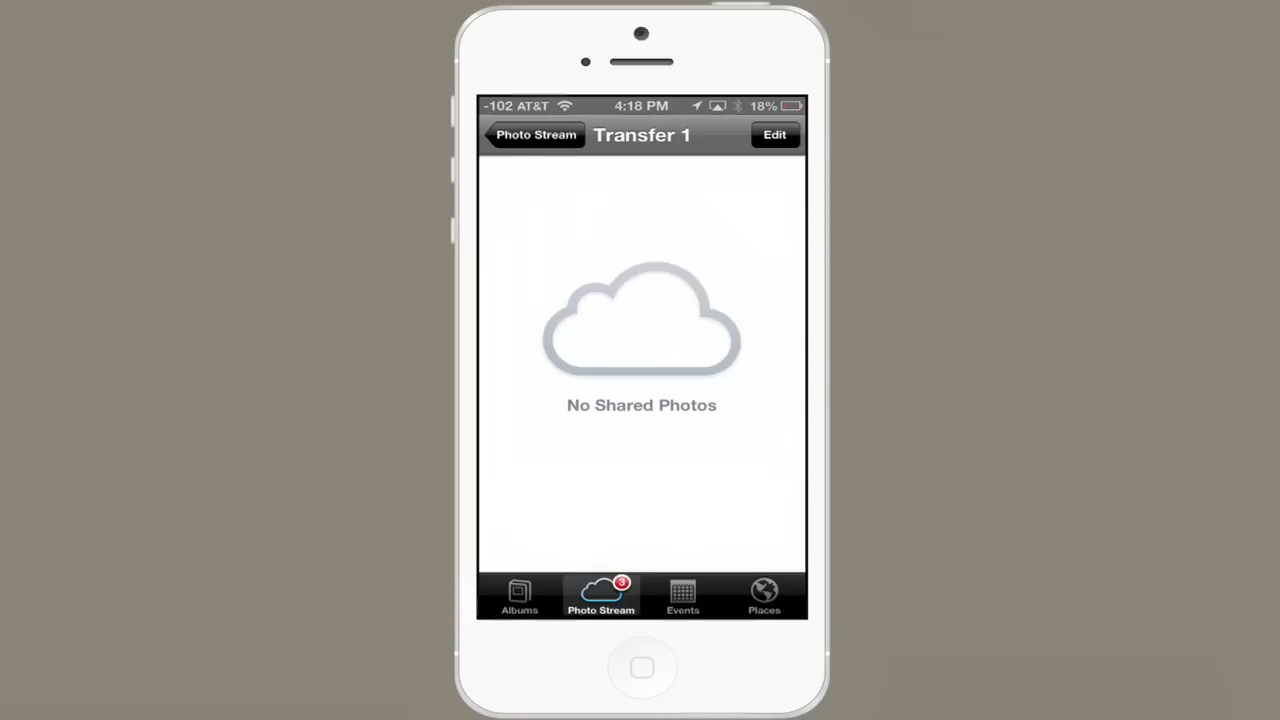 -102 AT&T 4:18 PM 18%
Photo Stream Transfer 1 Edit
No Shared Photos
3
Albums Photo Stream Events Places